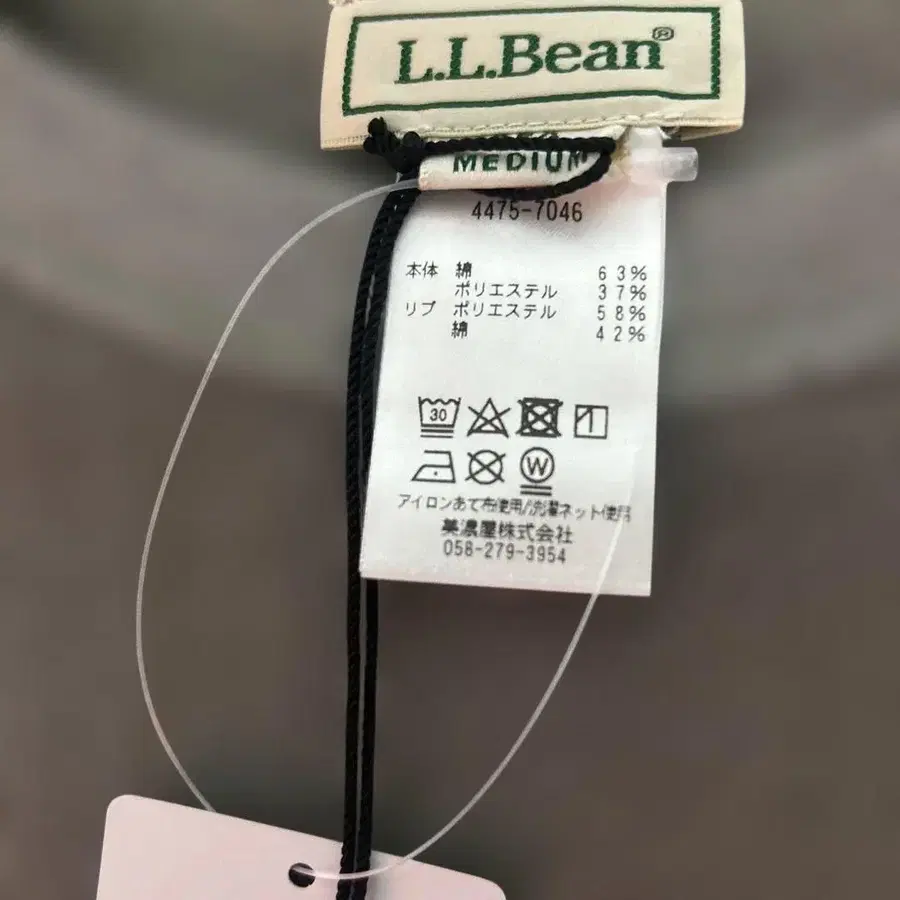 L.L.Bean®
MEDIUM
4475-7046
本体 綿 63%
ポリエステル 37%
リブ ポリエステル 58%
綿 42%
30
W
アイロンあて布使用/洗濯ネット使用
美濃屋株式会社
058-279-3954